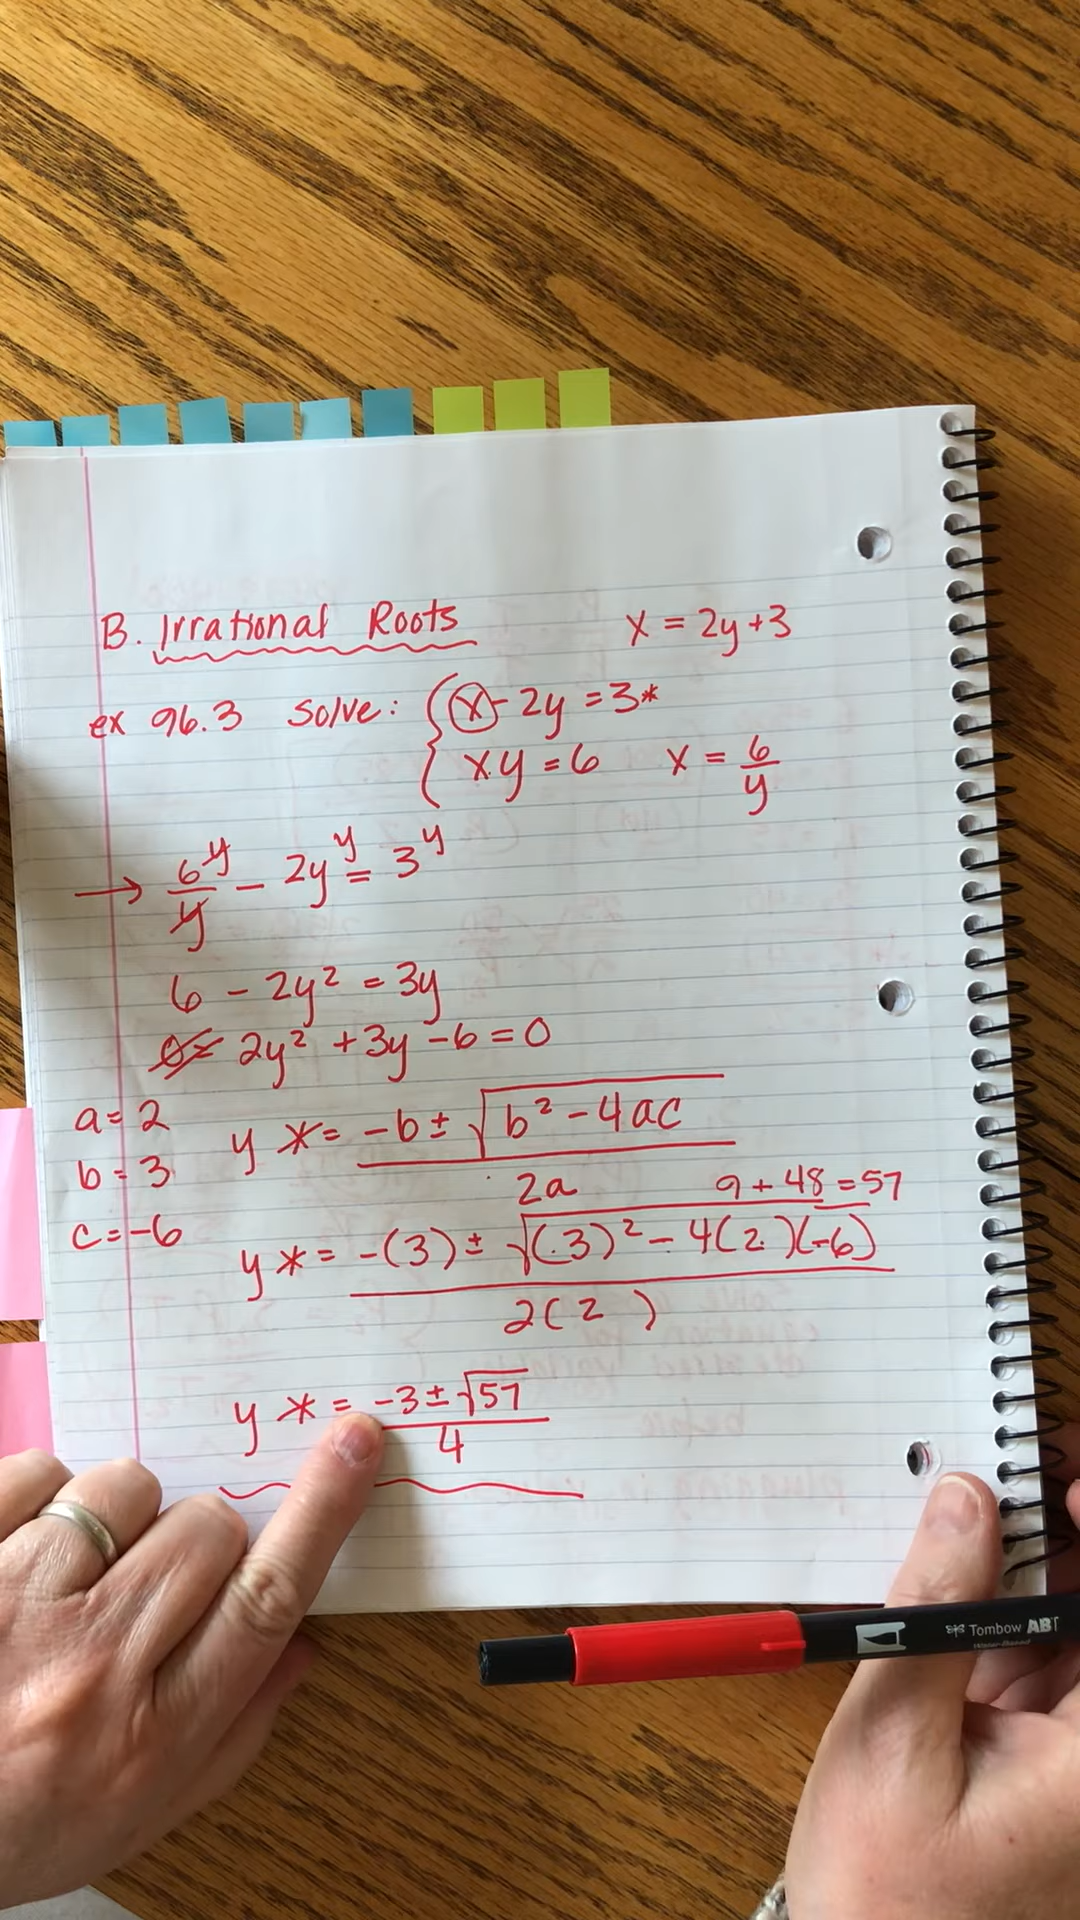 B. Irrational Roots
x = 2y + 3
ex 96.3 Solve: { x - 2y = 3*
x.y = 6 x = 6/y
→ 6y/y - 2y y = 3 y
6 - 2y² = 3y
0 = 2y² + 3y - 6 = 0
a = 2
b = 3
c = -6
y x = -b ± √b² - 4ac
2a
9 + 48 = 57
y x = -(3) ± √(3)² - 4(2)(-6)
2(2)
y x = -3 ± √57
4
Tombow ABT